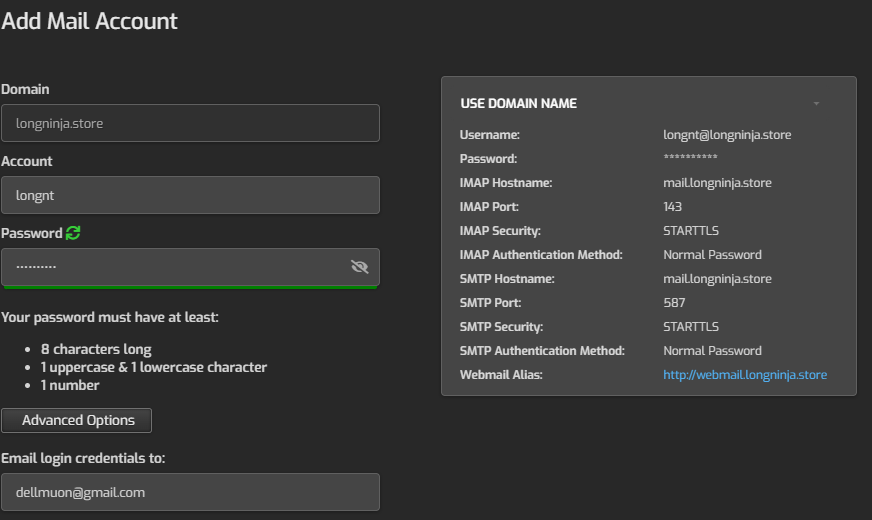 Add Mail Account
Domain
longninja.store
Account
longnt
Password
••••••••••
Your password must have at least:
• 8 characters long
• 1 uppercase & 1 lowercase character
• 1 number
Advanced Options
Email login credentials to:
dellmuon@gmail.com
USE DOMAIN NAME
Username: longnt@longninja.store
Password: **********
IMAP Hostname: mail.longninja.store
IMAP Port: 143
IMAP Security: STARTTLS
IMAP Authentication Method: Normal Password
SMTP Hostname: mail.longninja.store
SMTP Port: 587
SMTP Security: STARTTLS
SMTP Authentication Method: Normal Password
Webmail Alias: http://webmail.longninja.store